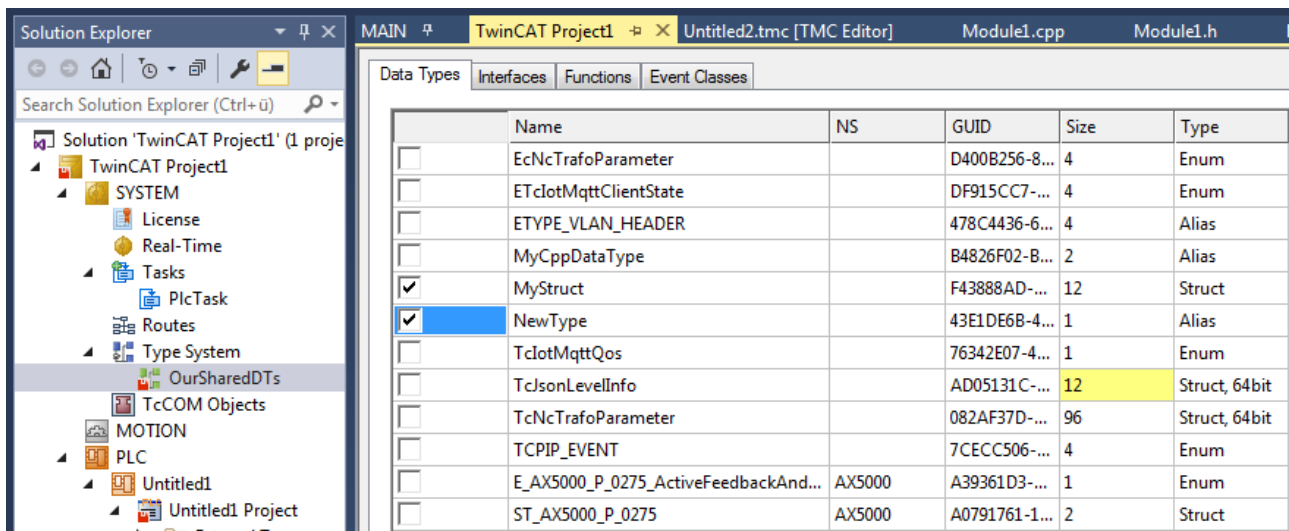 Solution Explorer
Search Solution Explorer (Ctrl+ü)
Solution 'TwinCAT Project1' (1 proje
TwinCAT Project1
SYSTEM
License
Real-Time
Tasks
PlcTask
Routes
Type System
OurSharedDTs
TcCOM Objects
MOTION
PLC
Untitled1
Untitled1 Project
MAIN TwinCAT Project1 Untitled2.tmc [TMC Editor] Module1.cpp Module1.h
Data Types Interfaces Functions Event Classes
Name NS GUID Size Type
EcNcTrafoParameter D400B256-8... 4 Enum
ETcIotMqttClientState DF915CC7-... 4 Enum
ETYPE_VLAN_HEADER 478C4436-6... 4 Alias
MyCppDataType B4826F02-B... 2 Alias
MyStruct F43888AD-... 12 Struct
NewType 43E1DE6B-4... 1 Alias
TcIotMqttQos 76342E07-4... 1 Enum
TcJsonLevelInfo AD05131C-... 12 Struct, 64bit
TcNcTrafoParameter 082AF37D-... 96 Struct, 64bit
TCPIP_EVENT 7CECC506-... 4 Enum
E_AX5000_P_0275_ActiveFeedbackAnd... AX5000 A39361D3-... 1 Enum
ST_AX5000_P_0275 AX5000 A0791761-1... 2 Struct